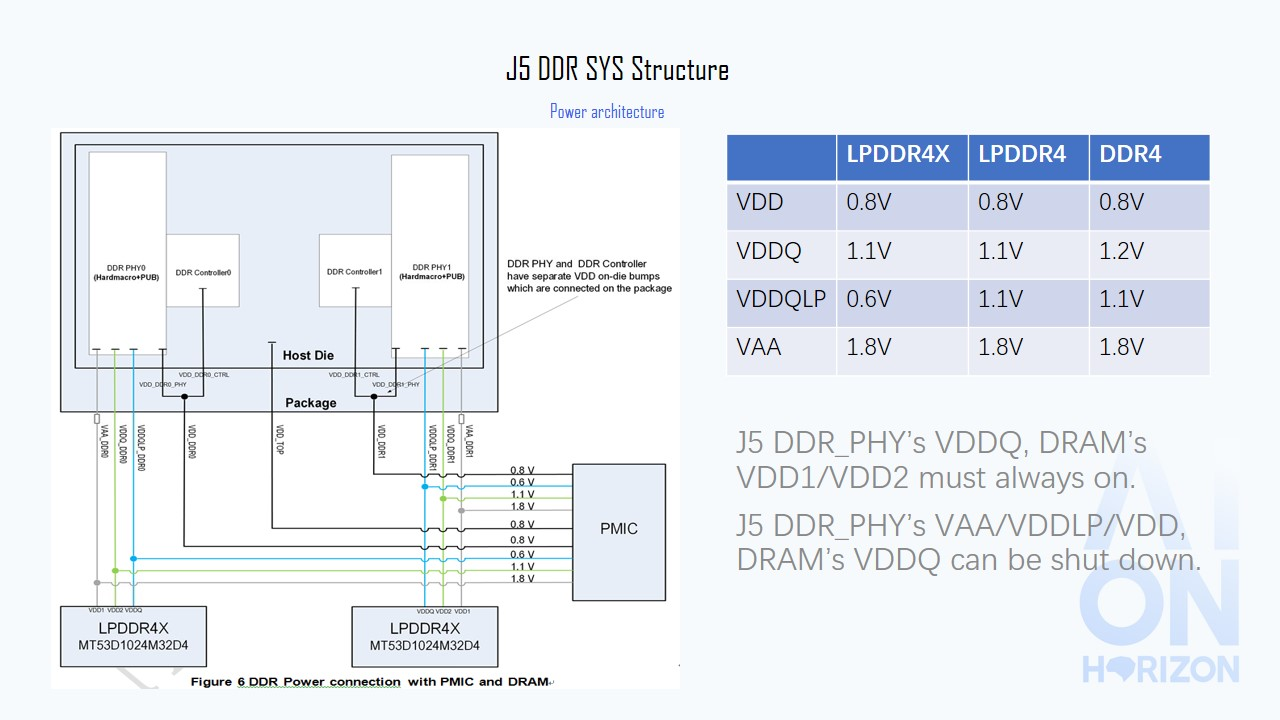 J5 DDR SYS Structure
Power architecture
DDR PHY0
(Hardmacro+PUB)
DDR Controller0
DDR Controller1
DDR PHY1
(Hardmacro+PUB)
DDR PHY and DDR Controller
have separate VDD on-die bumps
which are connected on the package
Host Die
VDD_DDR0_CTRL
VDD_DDR1_CTRL
VDD_DDR0_PHY
VDD_DDR1_PHY
Package
VAA_DDR0
VDDQ_DDR0
VDDQLP_DDR0
VDD_DDR0
VDD_TOP
VDD_DDR1
VDDQLP_DDR1
VDDQ_DDR1
VAA_DDR1
0.8 V
0.6 V
1.1 V
1.8 V
0.8 V
0.8 V
0.6 V
1.1 V
1.8 V
PMIC
VDD1 VDD2 VDDQ
VDDQ VDD2 VDD1
LPDDR4X
MT53D1024M32D4
LPDDR4X
MT53D1024M32D4
Figure 6 DDR Power connection with PMIC and DRAM
LPDDR4X LPDDR4 DDR4
VDD 0.8V 0.8V 0.8V
VDDQ 1.1V 1.1V 1.2V
VDDQLP 0.6V 1.1V 1.1V
VAA 1.8V 1.8V 1.8V
J5 DDR_PHY’s VDDQ, DRAM’s
VDD1/VDD2 must always on.
J5 DDR_PHY’s VAA/VDDLP/VDD,
DRAM’s VDDQ can be shut down.
AI
ON
HORIZON